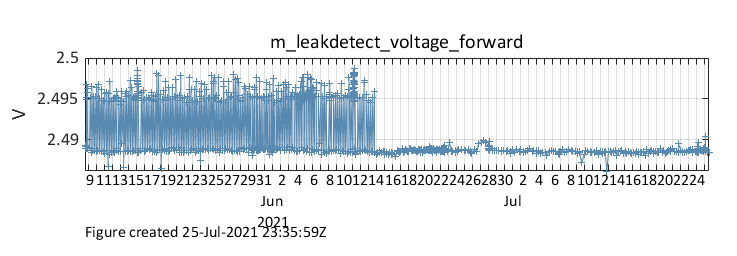 m_leakdetect_voltage_forward
2.5
2.495
2.49
V
9 11 13 15 17 19 21 23 25 27 29 31 2 4 6 8 10 12 14 16 18 20 22 24 26 28 30 2 4 6 8 10 12 14 16 18 20 22 24
Jun Jul
2021
Figure created 25-Jul-2021 23:35:59Z